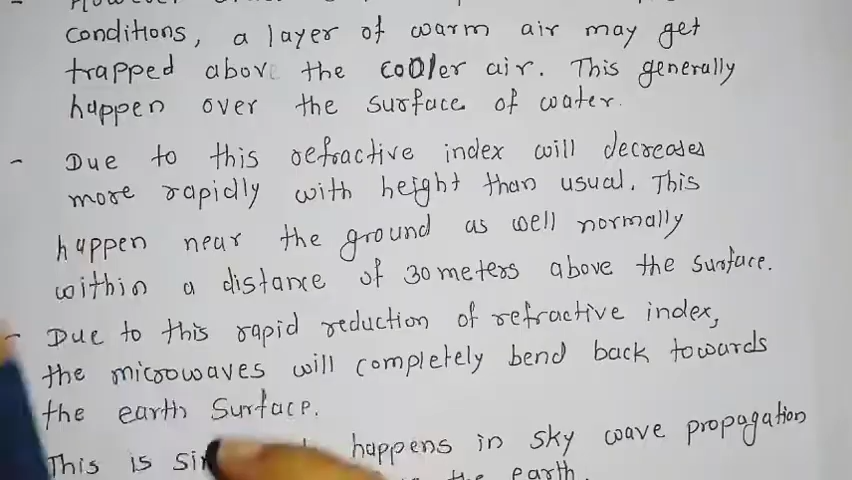 However
conditions, a layer of warm air may get
trapped above the cooler air. This generally
happen over the surface of water.
- Due to this refractive index will decreases
more rapidly with height than usual. This
happen near the ground as well normally
within a distance of 30 meters above the surface.
- Due to this rapid reduction of refractive index,
the microwaves will completely bend back towards
the earth surface.
This is happens in sky wave propagation
the earth.